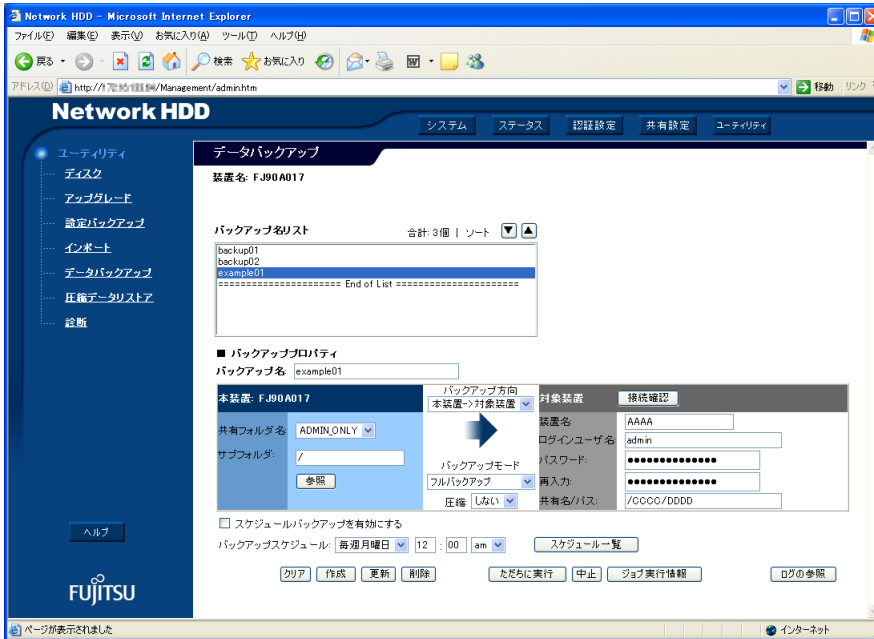 Network HDD - Microsoft Internet Explorer
ファイル(F) 編集(E) 表示(V) お気に入り(A) ツール(T) ヘルプ(H)
戻る 検索 お気に入り
アドレス(D) /Management/admin.htm 移動 リンク
Network HDD
システム ステータス 認証設定 共有設定 ユーティリティ
ユーティリティ
ディスク
アップグレード
設定バックアップ
インポート
データバックアップ
圧縮データリストア
診断
ヘルプ
FUJITSU
データバックアップ
装置名: FJ90A017
バックアップ名リスト 合計: 3個 | ソート ▼ ▲
backup01
backup02
example01
====================== End of List ======================
■ バックアッププロパティ
バックアップ名: example01
本装置: FJ90A017
共有フォルダ名: ADMIN_ONLY
サブフォルダ: /
参照
バックアップ方向
本装置->対象装置
バックアップモード
フルバックアップ
圧縮 しない
対象装置 接続確認
装置名 AAAA
ログインユーザ名 admin
パスワード: ●●●●●●●●●●●●●●
再入力: ●●●●●●●●●●●●●●
共有名/パス: /CCCC/DDDD
スケジュールバックアップを有効にする
バックアップスケジュール: 毎週月曜日 12 : 00 am スケジュール一覧
クリア 作成 更新 削除 ただちに実行 中止 ジョブ実行情報 ログの参照
ページが表示されました インターネット